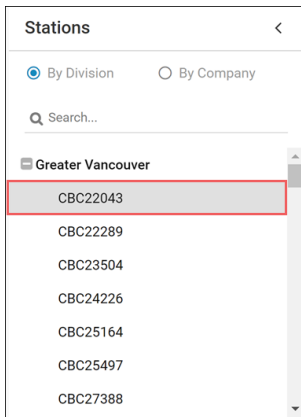 Stations
By Division By Company
Search...
Greater Vancouver
CBC22043
CBC22289
CBC23504
CBC24226
CBC25164
CBC25497
CBC27388